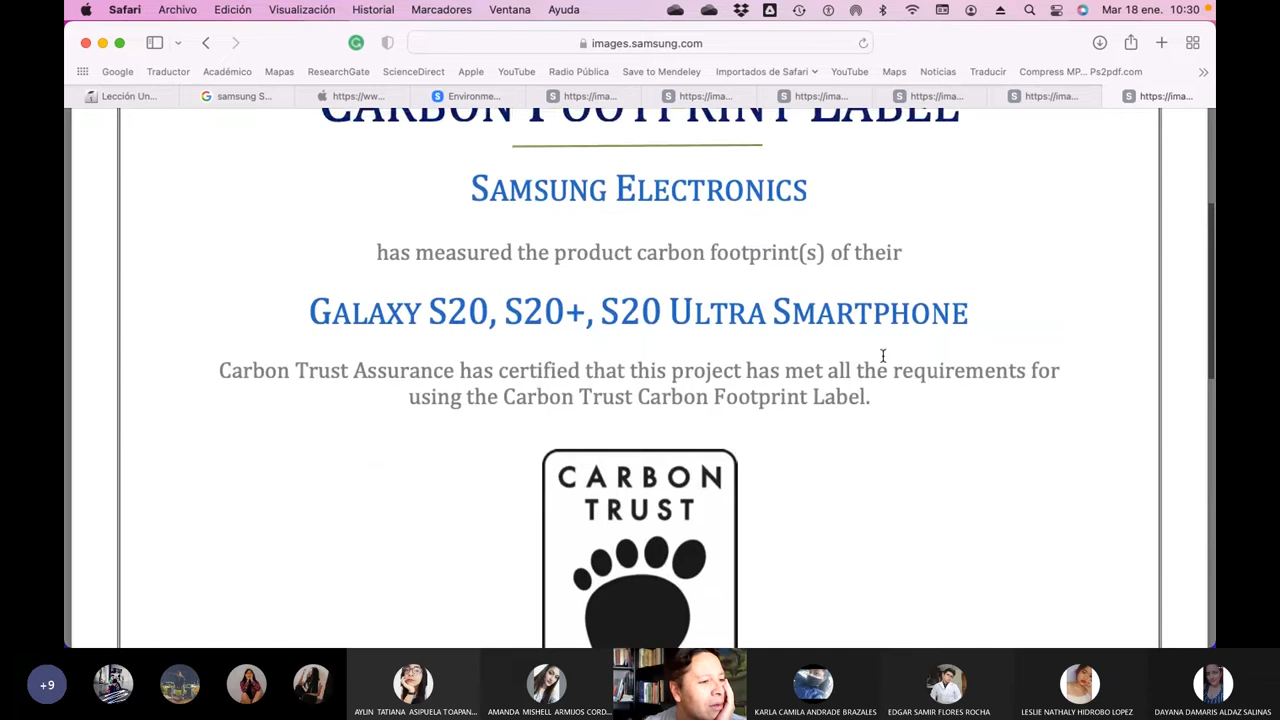 Safari Archivo Edición Visualización Historial Marcadores Ventana Ayuda Mar 18 ene. 10:30
images.samsung.com
Google Traductor Académico Mapas ResearchGate ScienceDirect Apple YouTube Radio Pública Save to Mendeley Importados de Safari YouTube Maps Noticias Traducir Compress MP... Ps2pdf.com
Lección Un... samsung S... https://ww... Environme... https://ima... https://ima... https://ima... https://ima... https://ima... https://ima...
CARBON FOOTPRINT LABEL
SAMSUNG ELECTRONICS
has measured the product carbon footprint(s) of their
GALAXY S20, S20+, S20 ULTRA SMARTPHONE
Carbon Trust Assurance has certified that this project has met all the requirements for
using the Carbon Trust Carbon Footprint Label.
CARBON
TRUST
+9
AYLIN TATIANA ASIPUELA TOAPAN... AMANDA MISHELL ARMIJOS CORD... KARLA CAMILA ANDRADE BRAZALES EDGAR SAMIR FLORES ROCHA LESLIE NATHALY HIDROBO LOPEZ DAYANA DAMARIS ALDAZ SALINAS